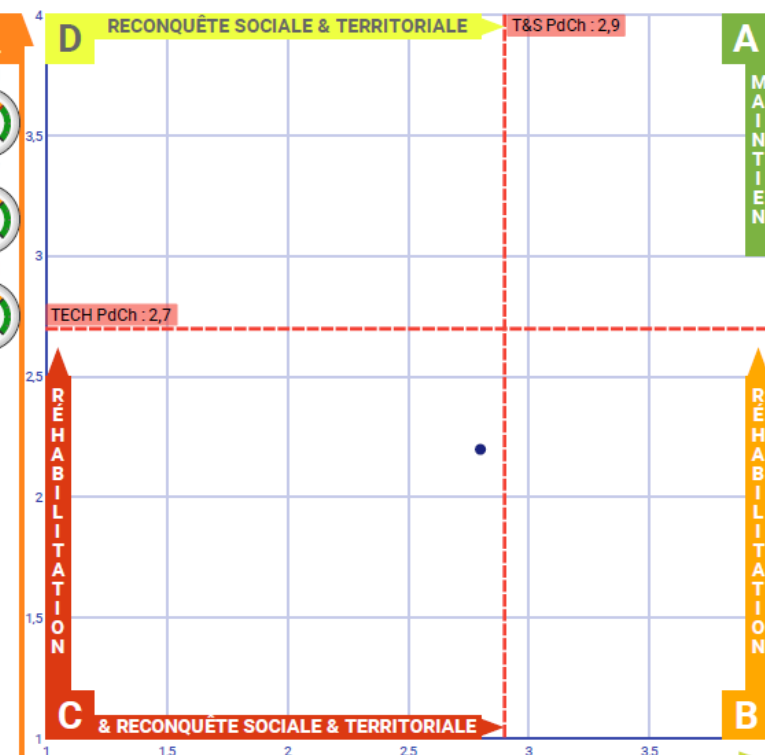 4
D
RECONQUÊTE SOCIALE & TERRITORIALE
T&S PdCh : 2,9
A
MAINTIEN
3,5
3
TECH PdCh : 2,7
2,5
RÉHABILITATION
RÉHABILITATION
2
1,5
C
& RECONQUÊTE SOCIALE & TERRITORIALE
B
1
1
1,5
2
2,5
3
3,5